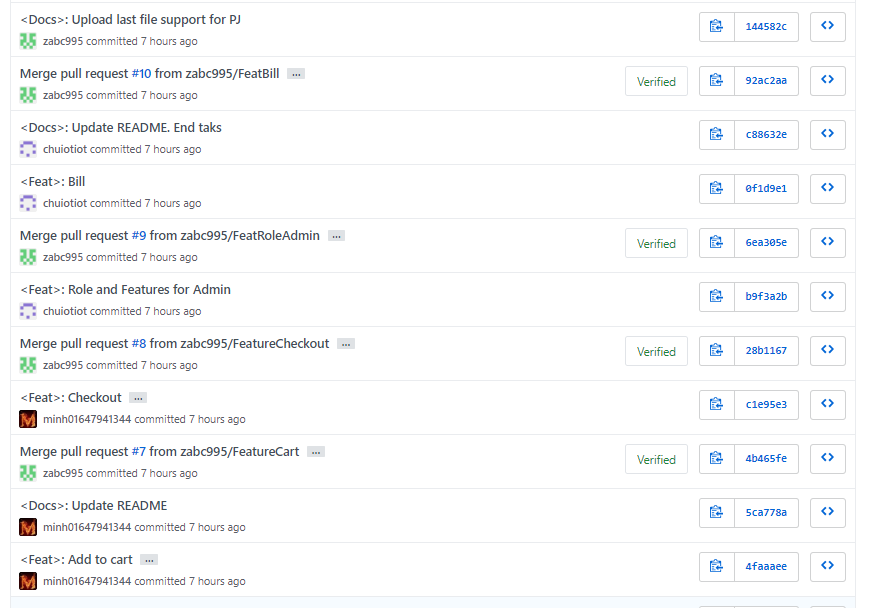 <Docs>: Upload last file support for PJ
144582c
zabc995 committed 7 hours ago
Merge pull request #10 from zabc995/FeatBill ...
Verified 92ac2aa
zabc995 committed 7 hours ago
<Docs>: Update README. End taks
c88632e
chuiotiot committed 7 hours ago
<Feat>: Bill
0f1d9e1
chuiotiot committed 7 hours ago
Merge pull request #9 from zabc995/FeatRoleAdmin ...
Verified 6ea305e
zabc995 committed 7 hours ago
<Feat>: Role and Features for Admin
b9f3a2b
chuiotiot committed 7 hours ago
Merge pull request #8 from zabc995/FeatureCheckout ...
Verified 28b1167
zabc995 committed 7 hours ago
<Feat>: Checkout ...
c1e95e3
minh01647941344 committed 7 hours ago
Merge pull request #7 from zabc995/FeatureCart ...
Verified 4b465fe
zabc995 committed 7 hours ago
<Docs>: Update README
5ca778a
minh01647941344 committed 7 hours ago
<Feat>: Add to cart ...
4faaaee
minh01647941344 committed 7 hours ago